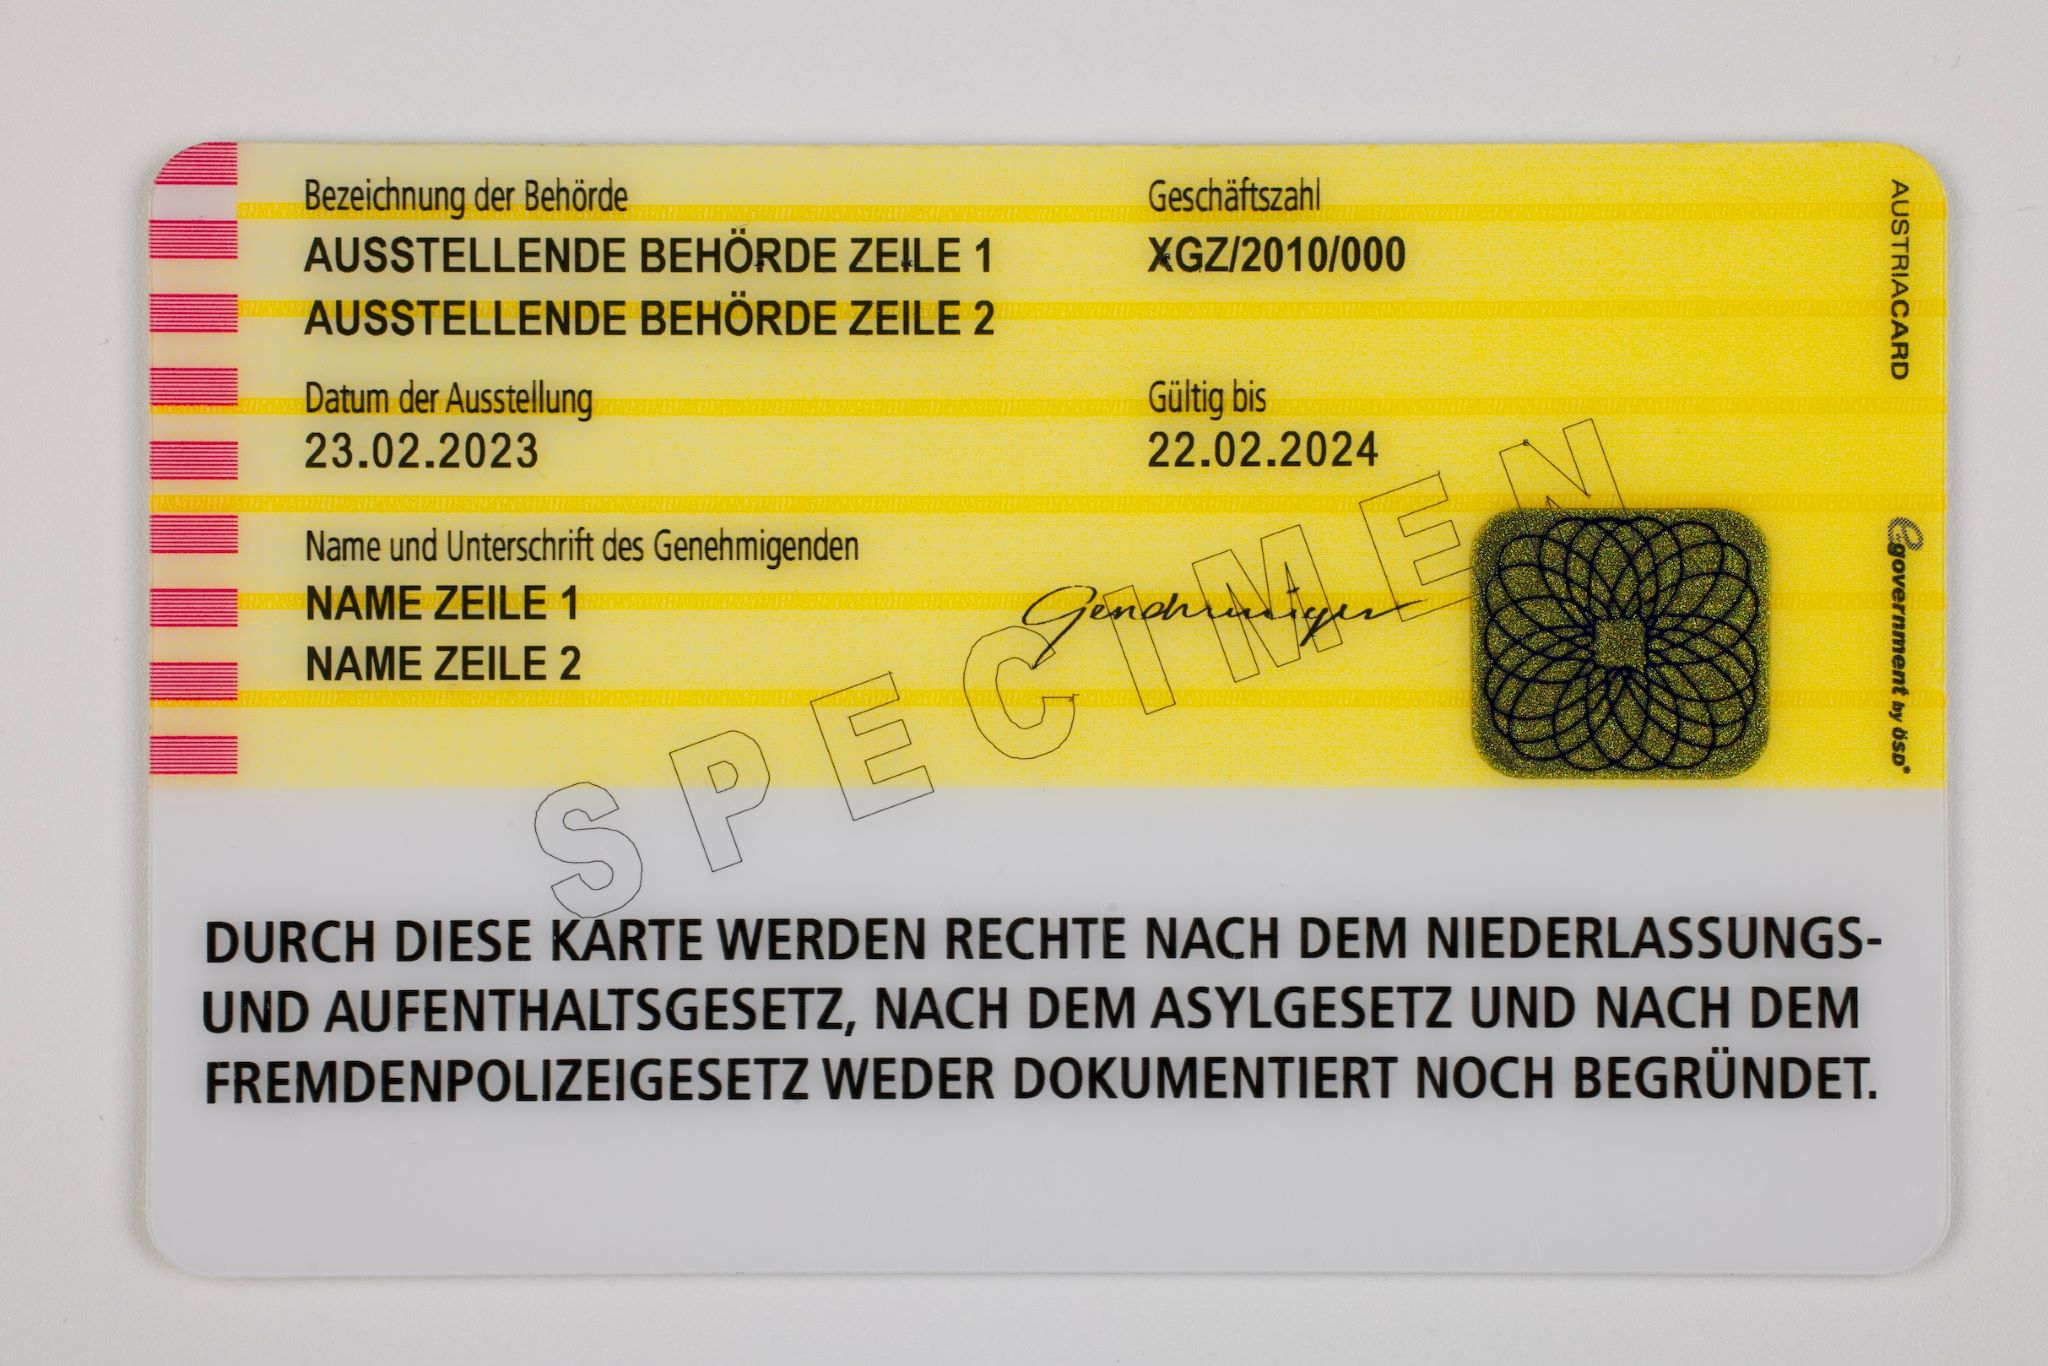 Bezeichnung der Behörde
AUSSTELLENDE BEHÖRDE ZEILE 1
AUSSTELLENDE BEHÖRDE ZEILE 2
Geschäftszahl
XGZ/2010/000
Datum der Ausstellung
23.02.2023
Gültig bis
22.02.2024
Name und Unterschrift des Genehmigenden
NAME ZEILE 1
NAME ZEILE 2
Genehmiger
SPECIMEN
AUSTRIACARD
egovernment by ÖSD®
DURCH DIESE KARTE WERDEN RECHTE NACH DEM NIEDERLASSUNGS-
UND AUFENTHALTSGESETZ, NACH DEM ASYLGESETZ UND NACH DEM
FREMDENPOLIZEIGESETZ WEDER DOKUMENTIERT NOCH BEGRÜNDET.